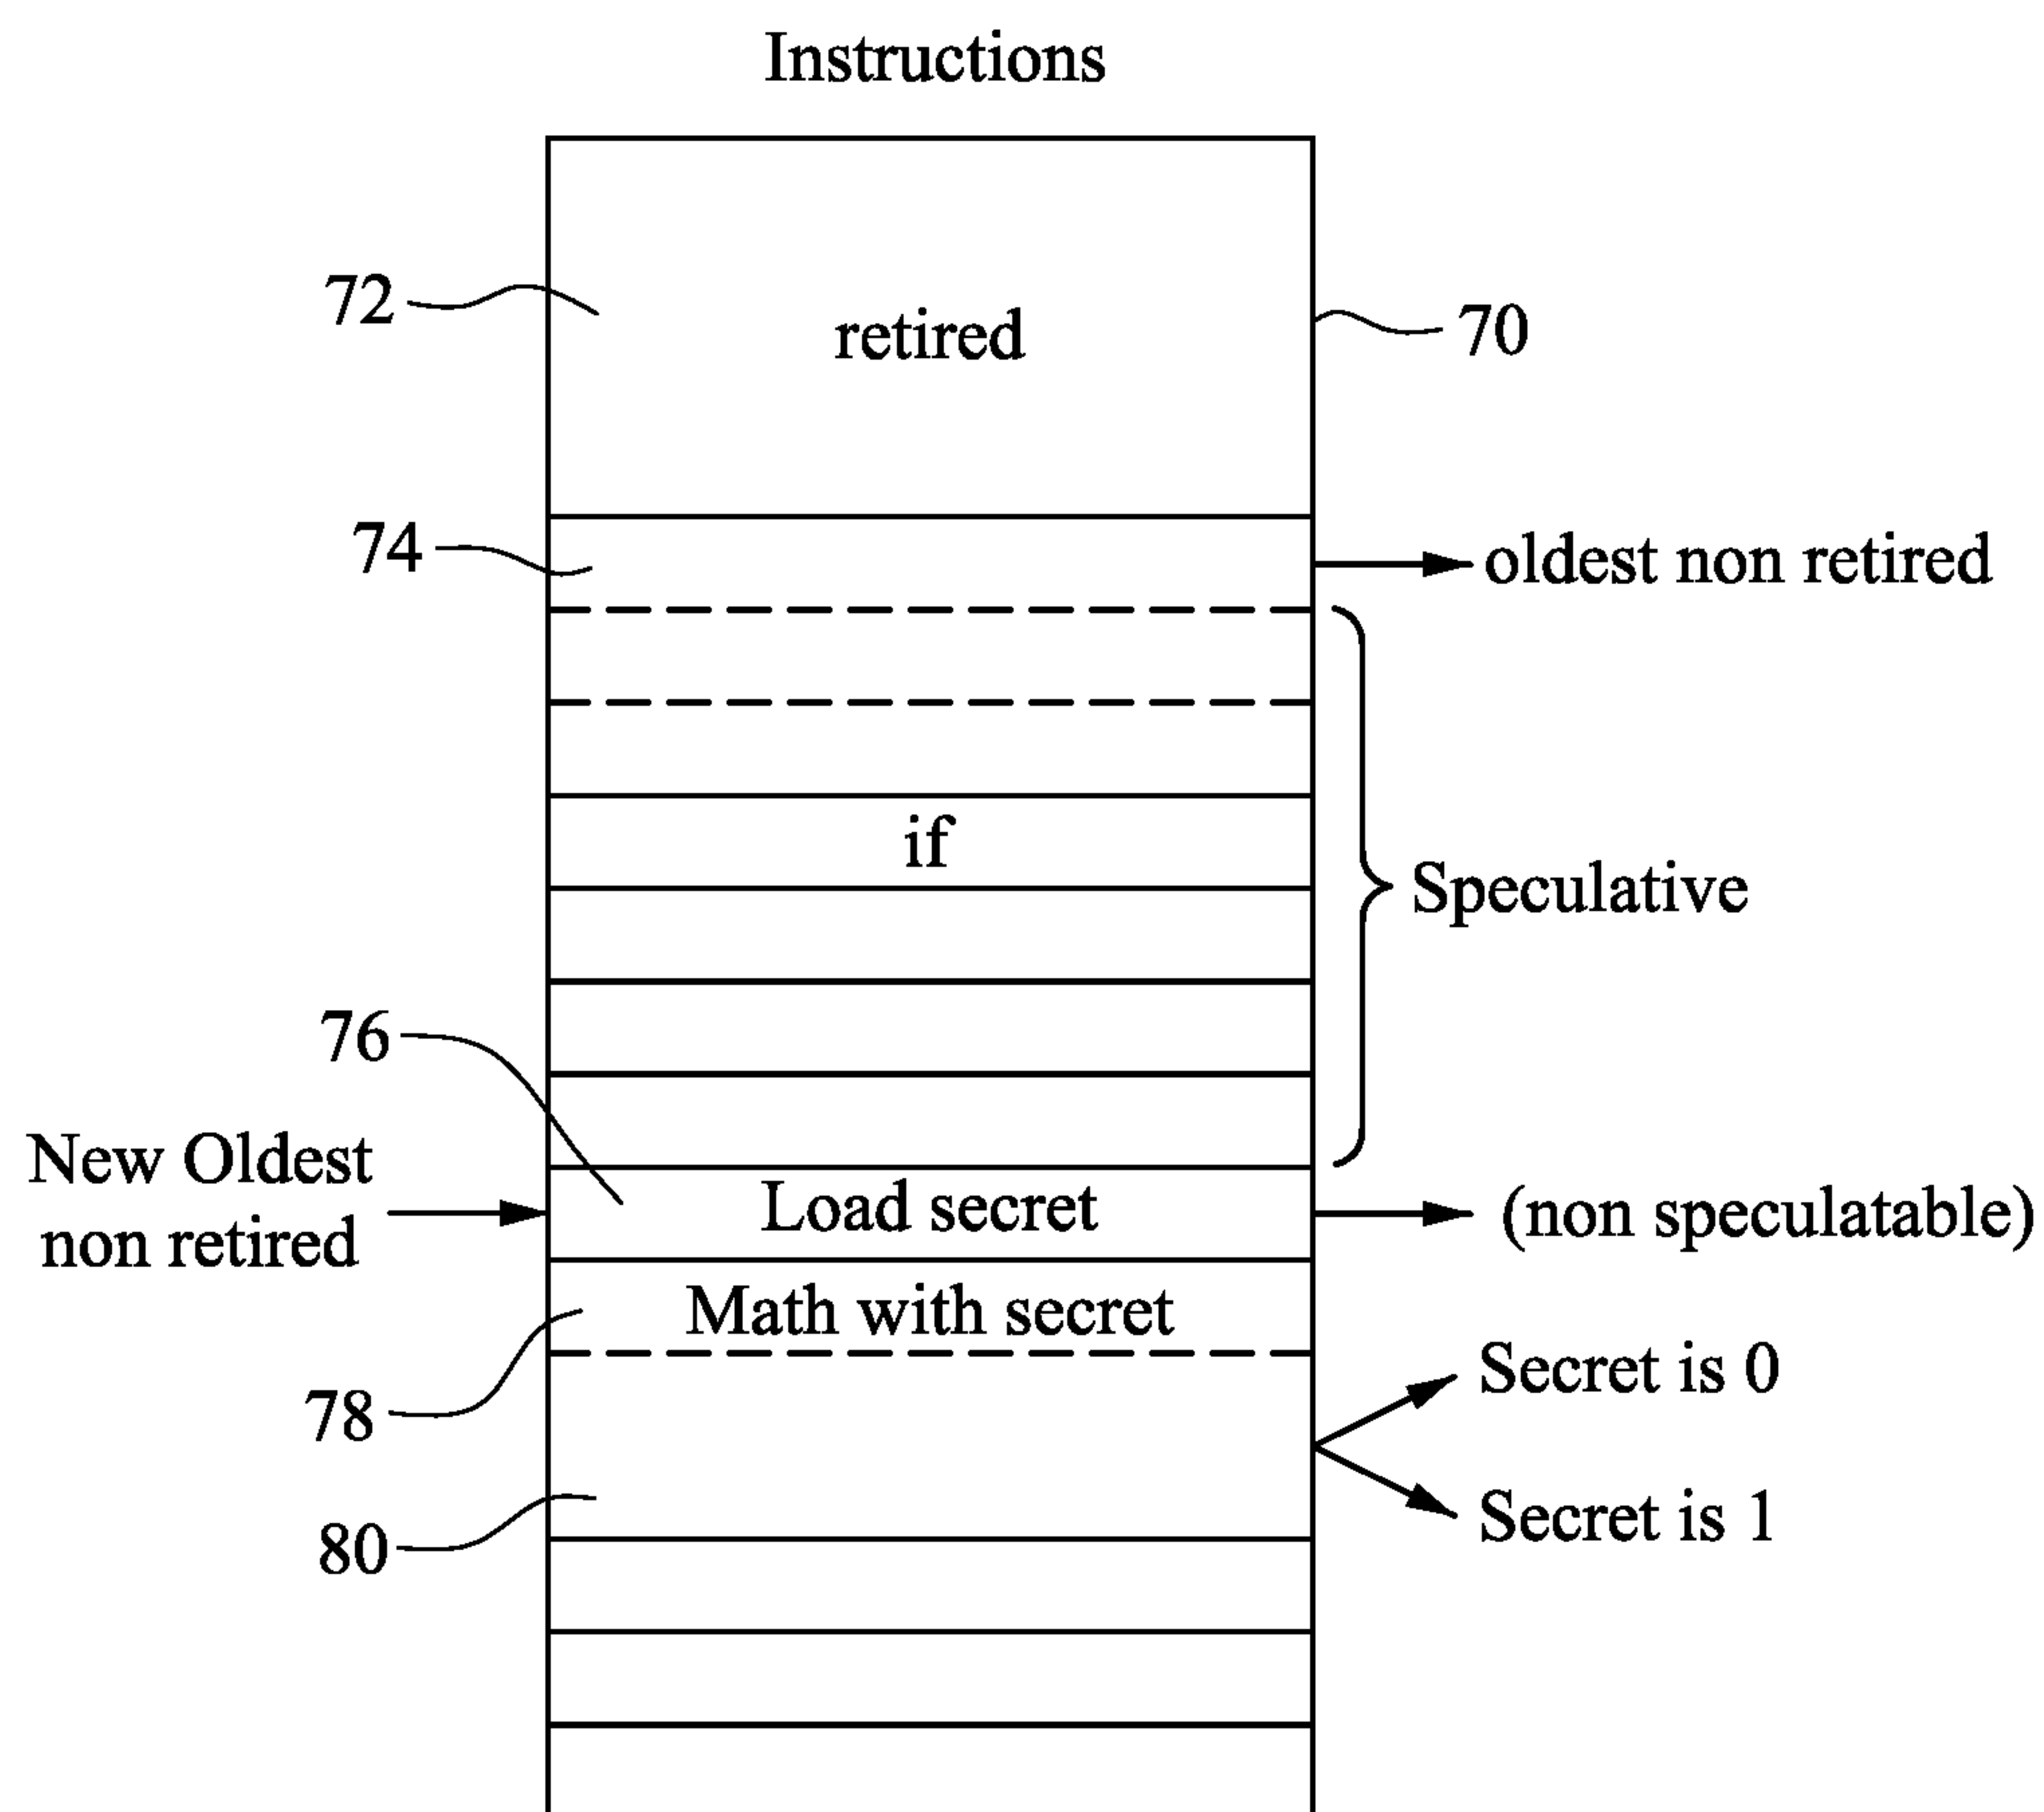 Instructions
72
retired
70
74
oldest non retired
if
Speculative
76
New Oldest
non retired
Load secret
(non speculatable)
Math with secret
78
Secret is 0
Secret is 1
80